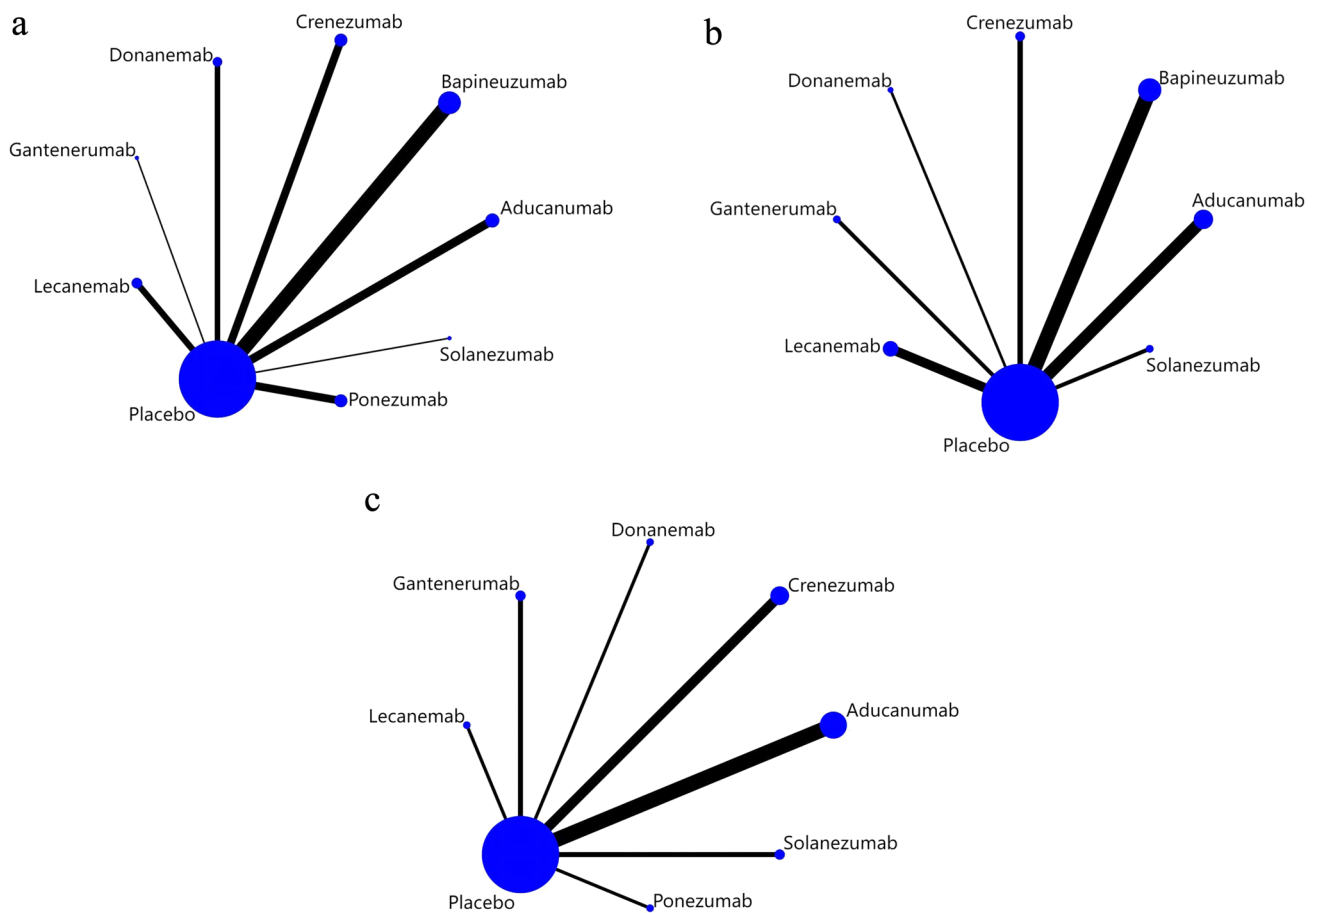 a
Crenezumab
Donanemab
Bapineuzumab
Gantenerumab
Aducanumab
Lecanemab
Solanezumab
Ponezumab
Placebo
b
Crenezumab
Donanemab
Bapineuzumab
Gantenerumab
Aducanumab
Lecanemab
Solanezumab
Placebo
c
Donanemab
Gantenerumab
Crenezumab
Lecanemab
Aducanumab
Solanezumab
Placebo
Ponezumab